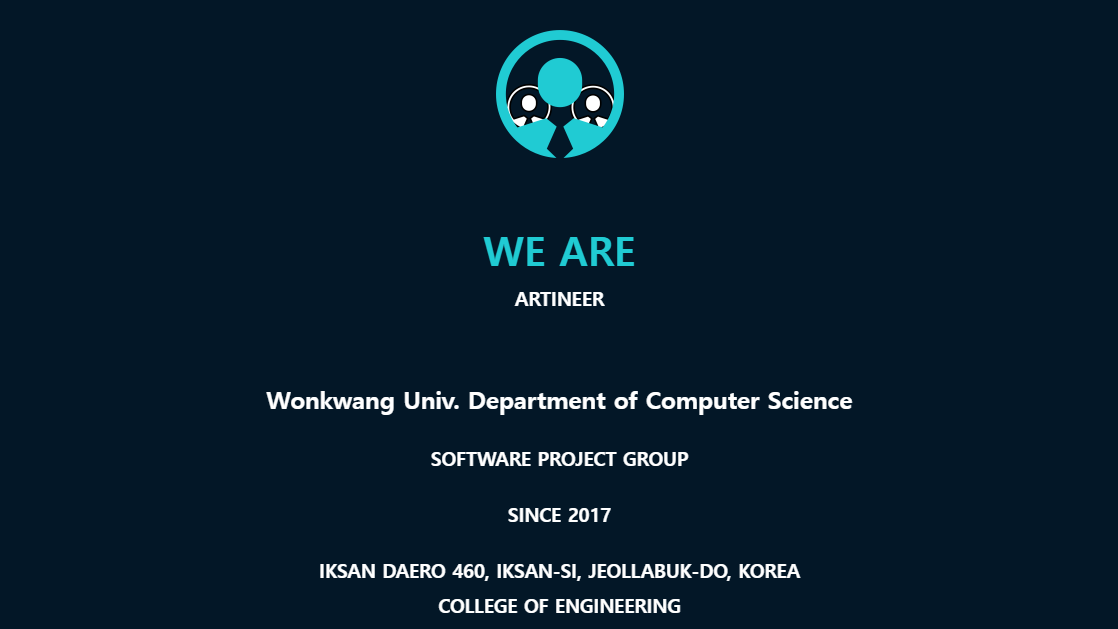 WE ARE
ARTINEER
Wonkwang Univ. Department of Computer Science
SOFTWARE PROJECT GROUP
SINCE 2017
IKSAN DAERO 460, IKSAN-SI, JEOLLABUK-DO, KOREA
COLLEGE OF ENGINEERING